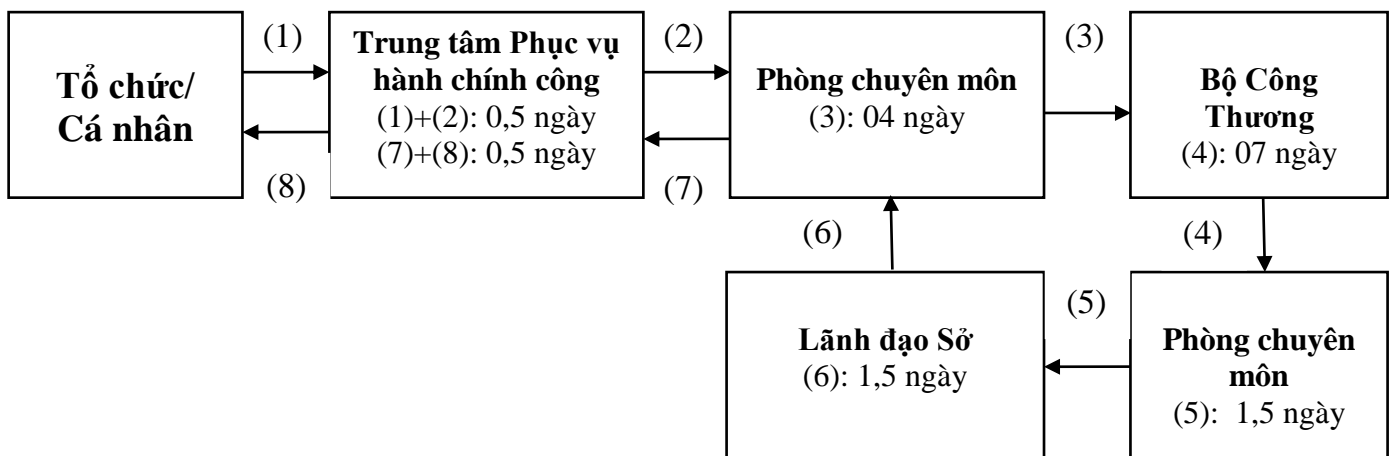 Tổ chức/
Cá nhân
(1)
(8)
Trung tâm Phục vụ
hành chính công
(1)+(2): 0,5 ngày
(7)+(8): 0,5 ngày
(2)
(7)
Phòng chuyên môn
(3): 04 ngày
(3)
Bộ Công
Thương
(4): 07 ngày
(4)
Phòng chuyên
môn
(5): 1,5 ngày
(5)
Lãnh đạo Sở
(6): 1,5 ngày
(6)